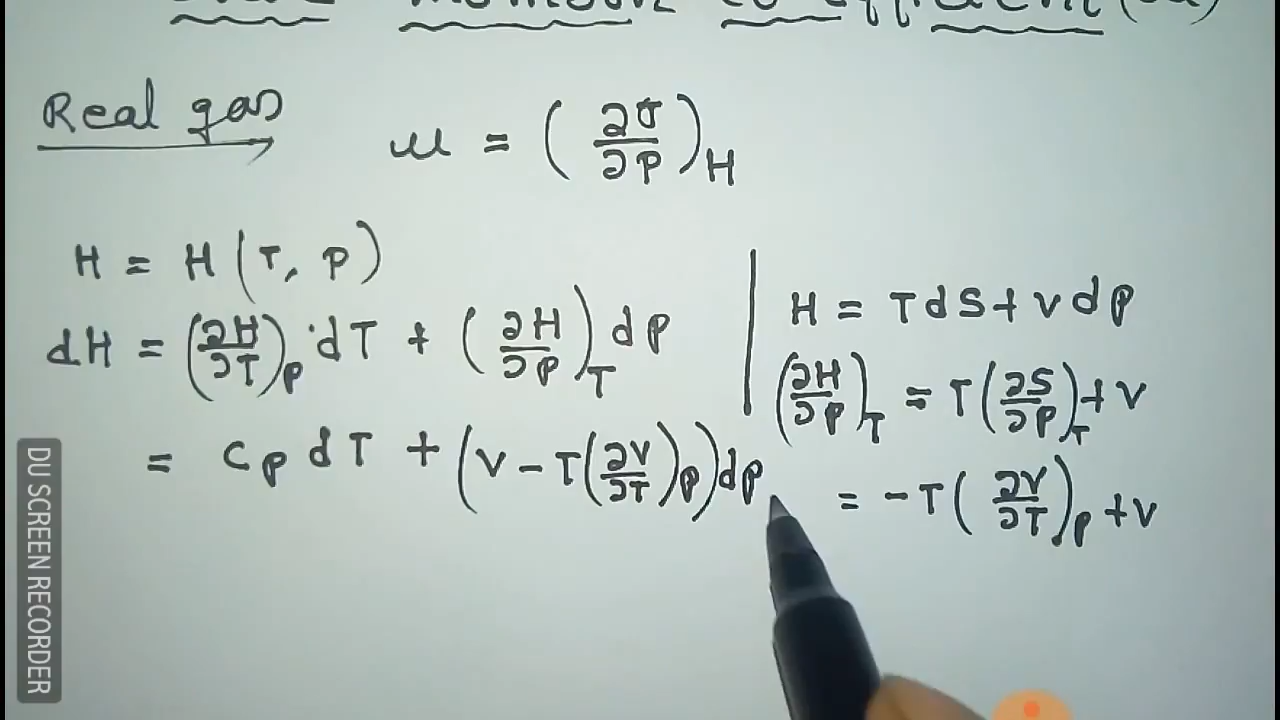 Real gas
μ = (∂T/∂P)_H
H = H(T, P)
dH = (∂H/∂T)_P · dT + (∂H/∂P)_T dP
= C_P dT + (V - T(∂V/∂T)_P) dP
H = TdS + VdP
(∂H/∂P)_T = T(∂S/∂P)_T + V
= -T(∂V/∂T)_P + V
DU SCREEN RECORDER